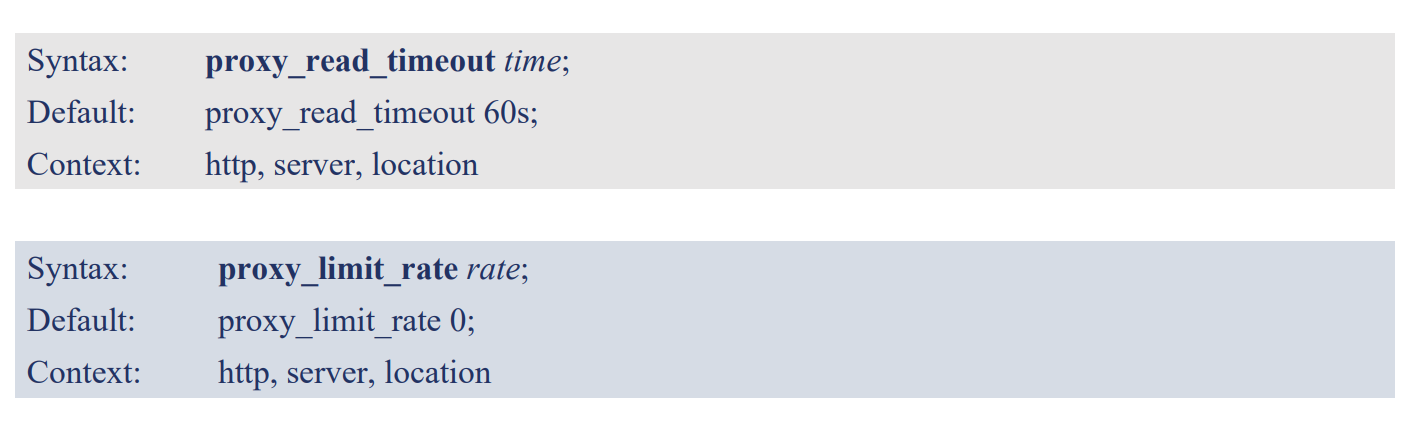 Syntax: proxy_read_timeout time;
Default: proxy_read_timeout 60s;
Context: http, server, location
Syntax: proxy_limit_rate rate;
Default: proxy_limit_rate 0;
Context: http, server, location